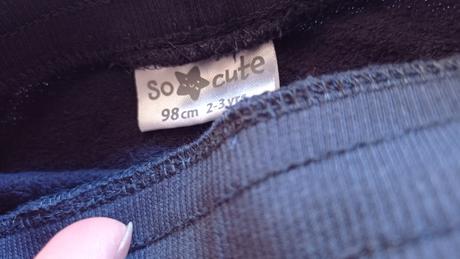 So cute
98cm 2-3 yrs